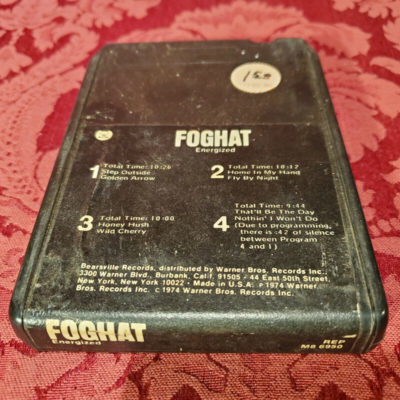 150
FOGHAT
Energized
1 Total Time: 10:26
Step Outside
Golden Arrow
2 Total Time: 10:17
Home In My Hand
Fly By Night
3 Total Time: 10:00
Honey Hush
Wild Cherry
4 Total Time: 9:44
That'll Be The Day
Nothin' I Won't Do
(Due to programming,
there is :42 of silence
between Program
4 and 1)
Bearsville Records, distributed by Warner Bros. Records Inc.
3300 Warner Blvd., Burbank, Calif. 91505 - 44 East 50th Street,
New York, New York 10022 • Made in U.S.A. ℗ 1974 Warner
Bros. Records Inc. © 1974 Warner Bros. Records Inc.
FOGHAT
Energized
REP
M8 6950